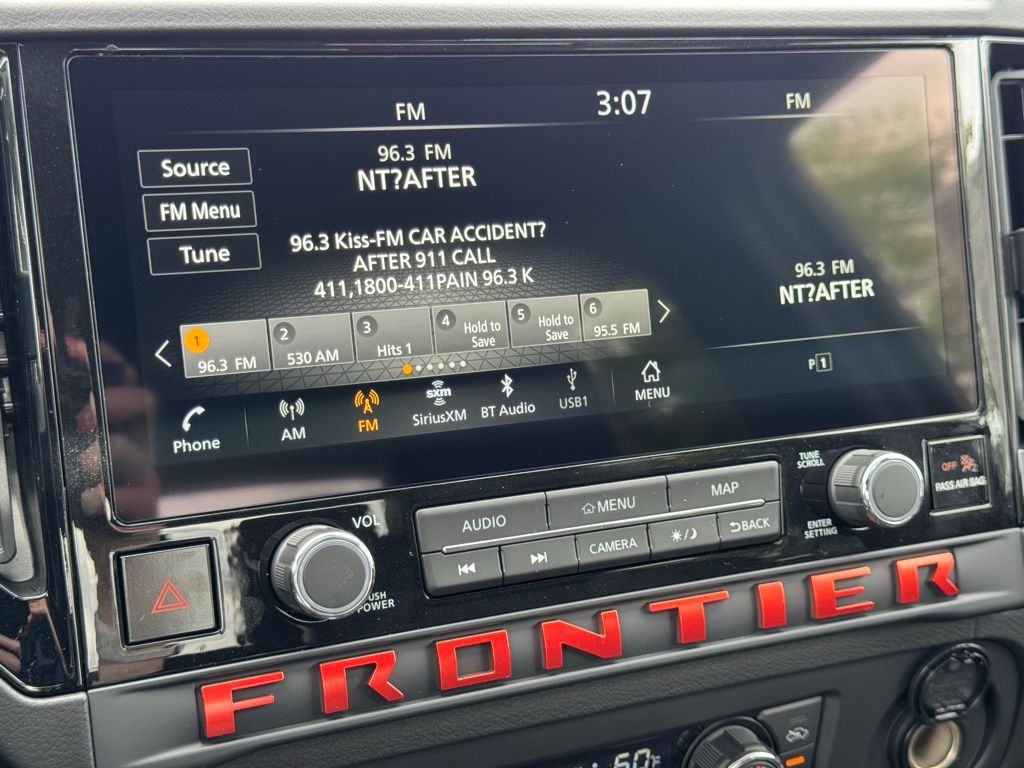 FM
3:07
FM
96.3 FM
NT?AFTER
Source
FM Menu
Tune
96.3 Kiss-FM CAR ACCIDENT?
AFTER 911 CALL
411,1800-411PAIN 96.3 K
96.3 FM
NT?AFTER
1
96.3 FM
2
530 AM
3
Hits 1
4
Hold to
Save
5
Hold to
Save
6
95.5 FM
P1
Phone
AM
FM
sxm
SiriusXM
BT Audio
USB1
MENU
VOL
PUSH
POWER
AUDIO
MENU
MAP
CAMERA
BACK
TUNE
SCROLL
ENTER
SETTING
OFF
PASS AIR BAG
FRONTIER
60°F